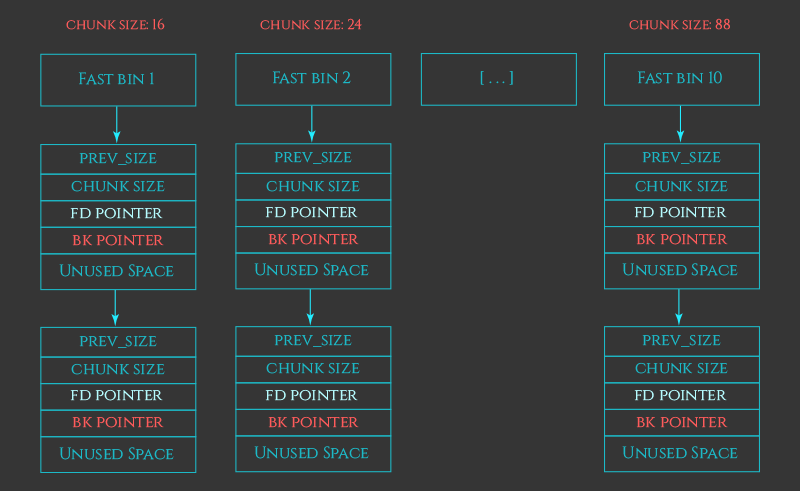 CHUNK SIZE: 16
CHUNK SIZE: 24
CHUNK SIZE: 88
FAST BIN 1
FAST BIN 2
[ . . . ]
FAST BIN 10
PREV_SIZE
CHUNK SIZE
FD POINTER
BK POINTER
UNUSED SPACE
PREV_SIZE
CHUNK SIZE
FD POINTER
BK POINTER
UNUSED SPACE
PREV_SIZE
CHUNK SIZE
FD POINTER
BK POINTER
UNUSED SPACE
PREV_SIZE
CHUNK SIZE
FD POINTER
BK POINTER
UNUSED SPACE
PREV_SIZE
CHUNK SIZE
FD POINTER
BK POINTER
UNUSED SPACE
PREV_SIZE
CHUNK SIZE
FD POINTER
BK POINTER
UNUSED SPACE